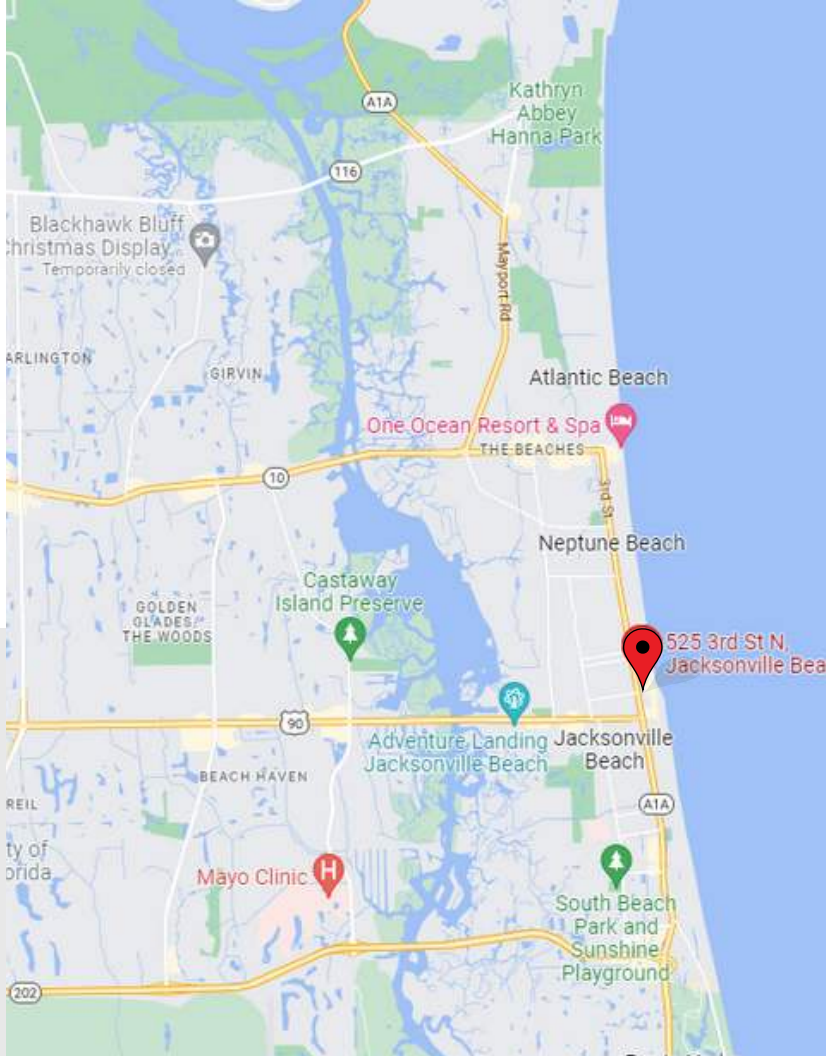 Kathryn
Abbey
Hanna Park
A1A
116
Blackhawk Bluff
Christmas Display
Temporarily closed
Mayport Rd
ARLINGTON
GIRVIN
Atlantic Beach
One Ocean Resort & Spa
THE BEACHES
10
3rd St
Neptune Beach
Castaway
Island Preserve
GOLDEN
GLADES/
THE WOODS
525 3rd St N,
Jacksonville Bea
90
Adventure Landing
Jacksonville Beach
Jacksonville
Beach
BEACH HAVEN
A1A
REIL
ty of
orida
Mayo Clinic
H
South Beach
Park and
Sunshine
Playground
202